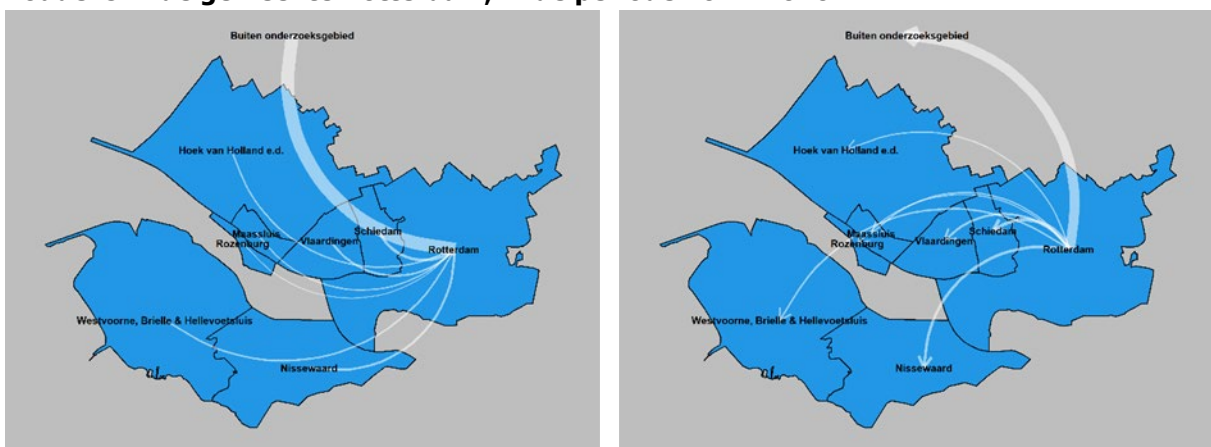 Buiten onderzoeksgebied
Hoek van Holland e.d.
Maassluis
Rozenburg
Vlaardingen
Schiedam
Rotterdam
Westvoorne, Brielle & Hellevoetsluis
Nissewaard
Buiten onderzoeksgebied
Hoek van Holland e.d.
Maassluis
Rozenburg
Vlaardingen
Schiedam
Rotterdam
Westvoorne, Brielle & Hellevoetsluis
Nissewaard